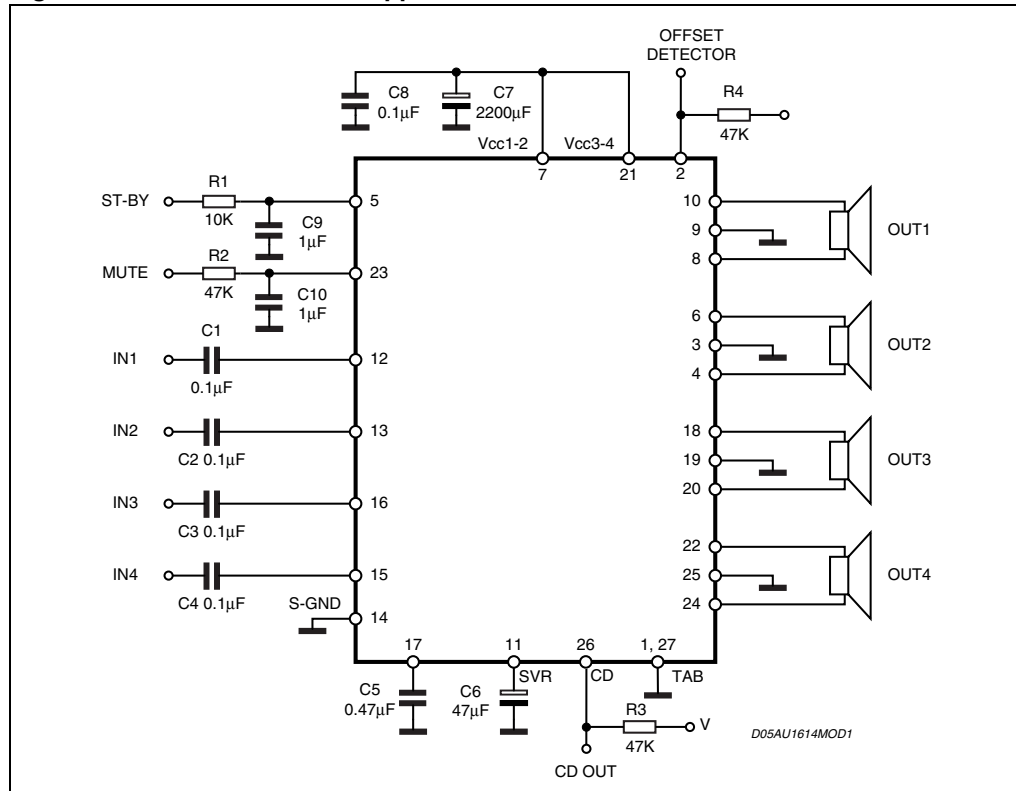 OFFSET
DETECTOR
C8
0.1μF
C7
2200μF
R4
47K
Vcc1-2
Vcc3-4
7
21
2
ST-BY
R1
10K
5
C9
1μF
MUTE
R2
47K
23
C10
1μF
IN1
C1
0.1μF
12
IN2
C2 0.1μF
13
IN3
C3 0.1μF
16
IN4
C4 0.1μF
15
S-GND
14
10
9
8
OUT1
6
3
4
OUT2
18
19
20
OUT3
22
25
24
OUT4
17
11
26
1, 27
SVR
CD
TAB
C5
0.47μF
C6
47μF
R3
47K
V
CD OUT
D05AU1614MOD1